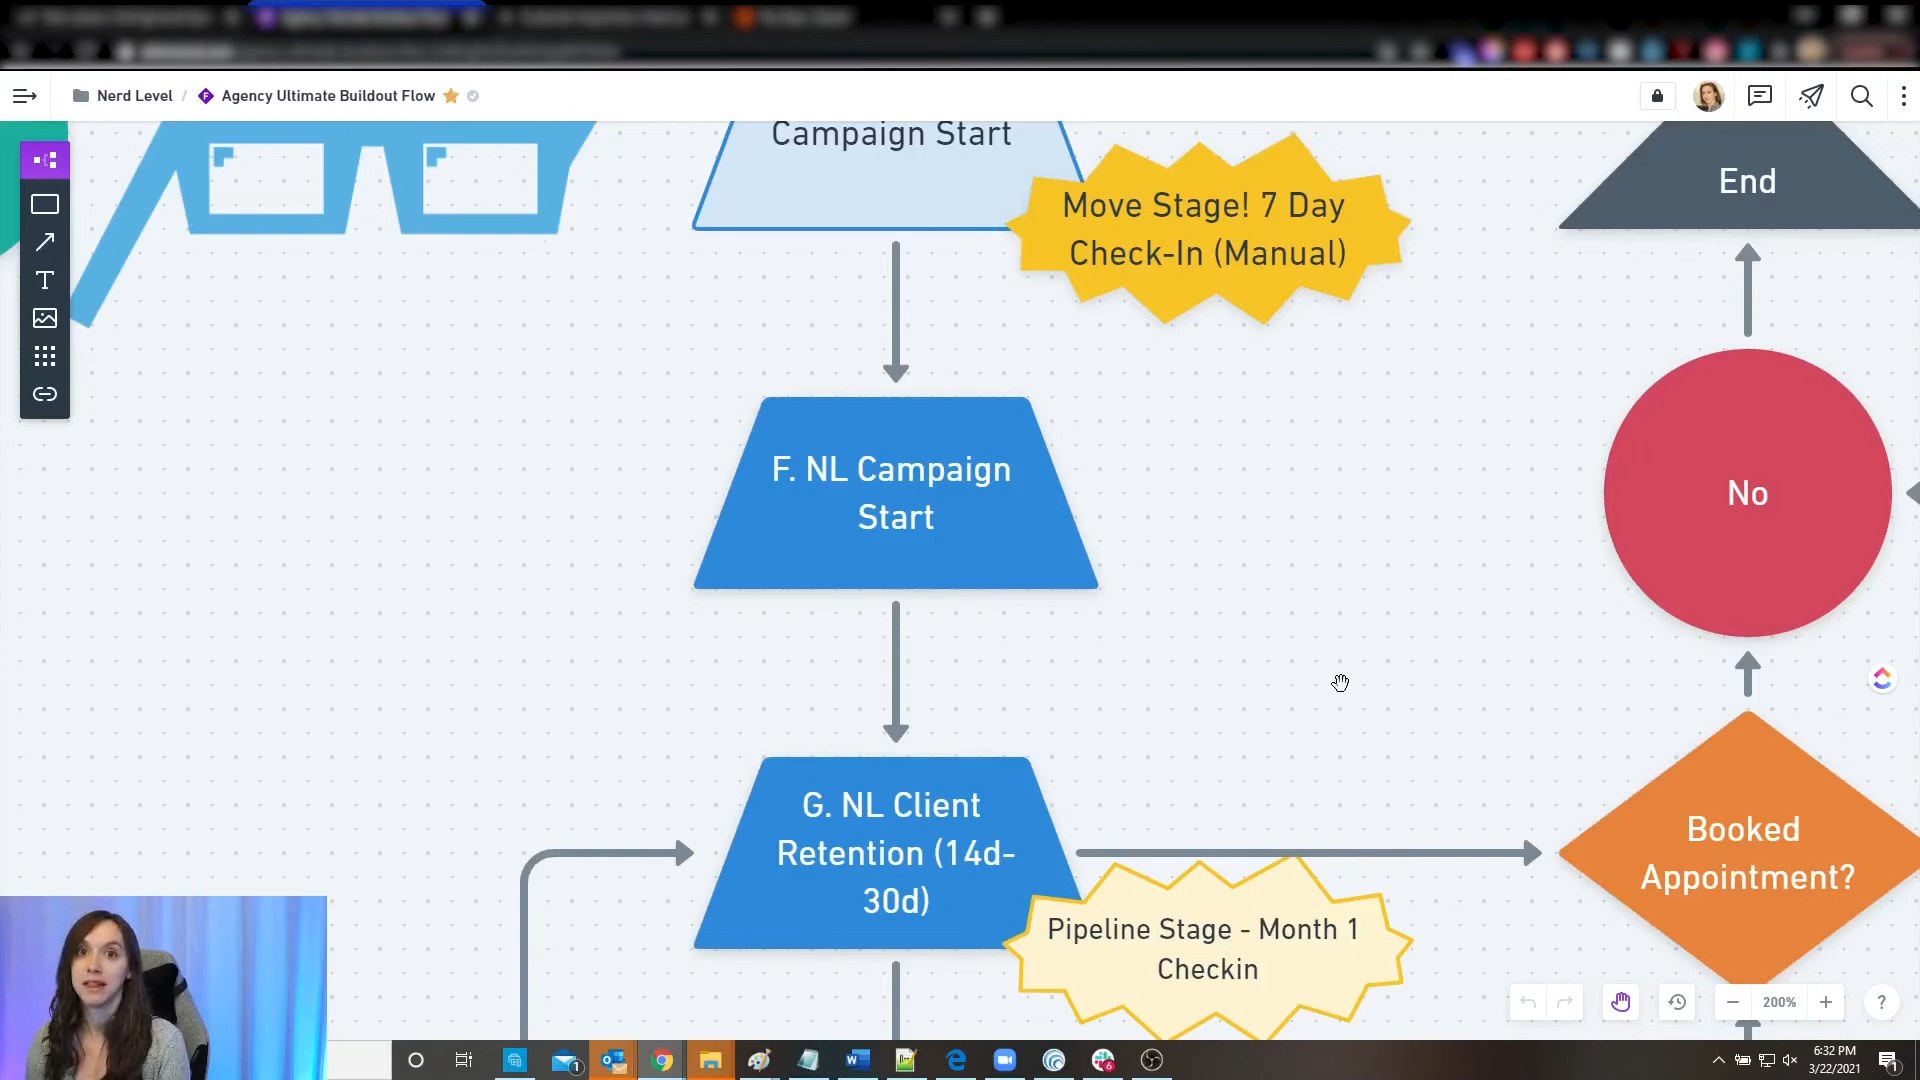 Nerd Level / Agency Ultimate Buildout Flow
Campaign Start
Move Stage! 7 Day
Check-In (Manual)
End
F. NL Campaign
Start
No
G. NL Client
Retention (14d-
30d)
Booked
Appointment?
Pipeline Stage - Month 1
Checkin
200%
?
6:32 PM
3/22/2021